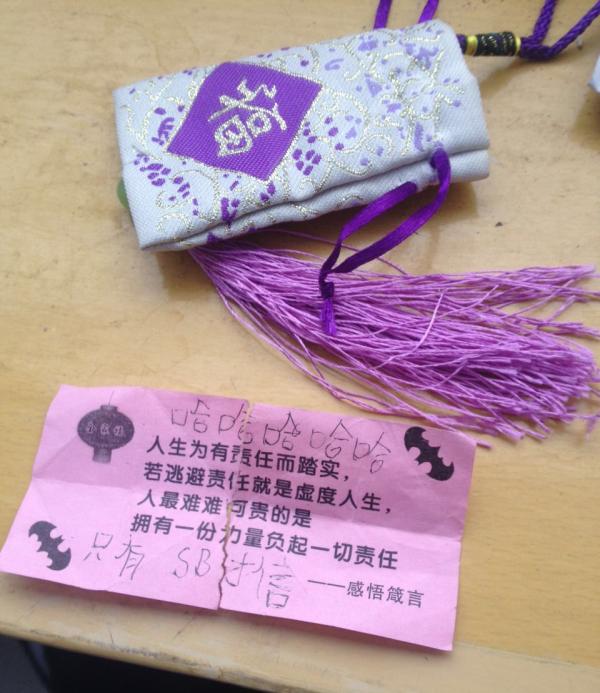 福
哈哈哈哈哈
人生为有责任而踏实，
若逃避责任就是虚度人生，
人最难难可贵的是
拥有一份力量负起一切责任
只有 SB 才信
——感悟箴言